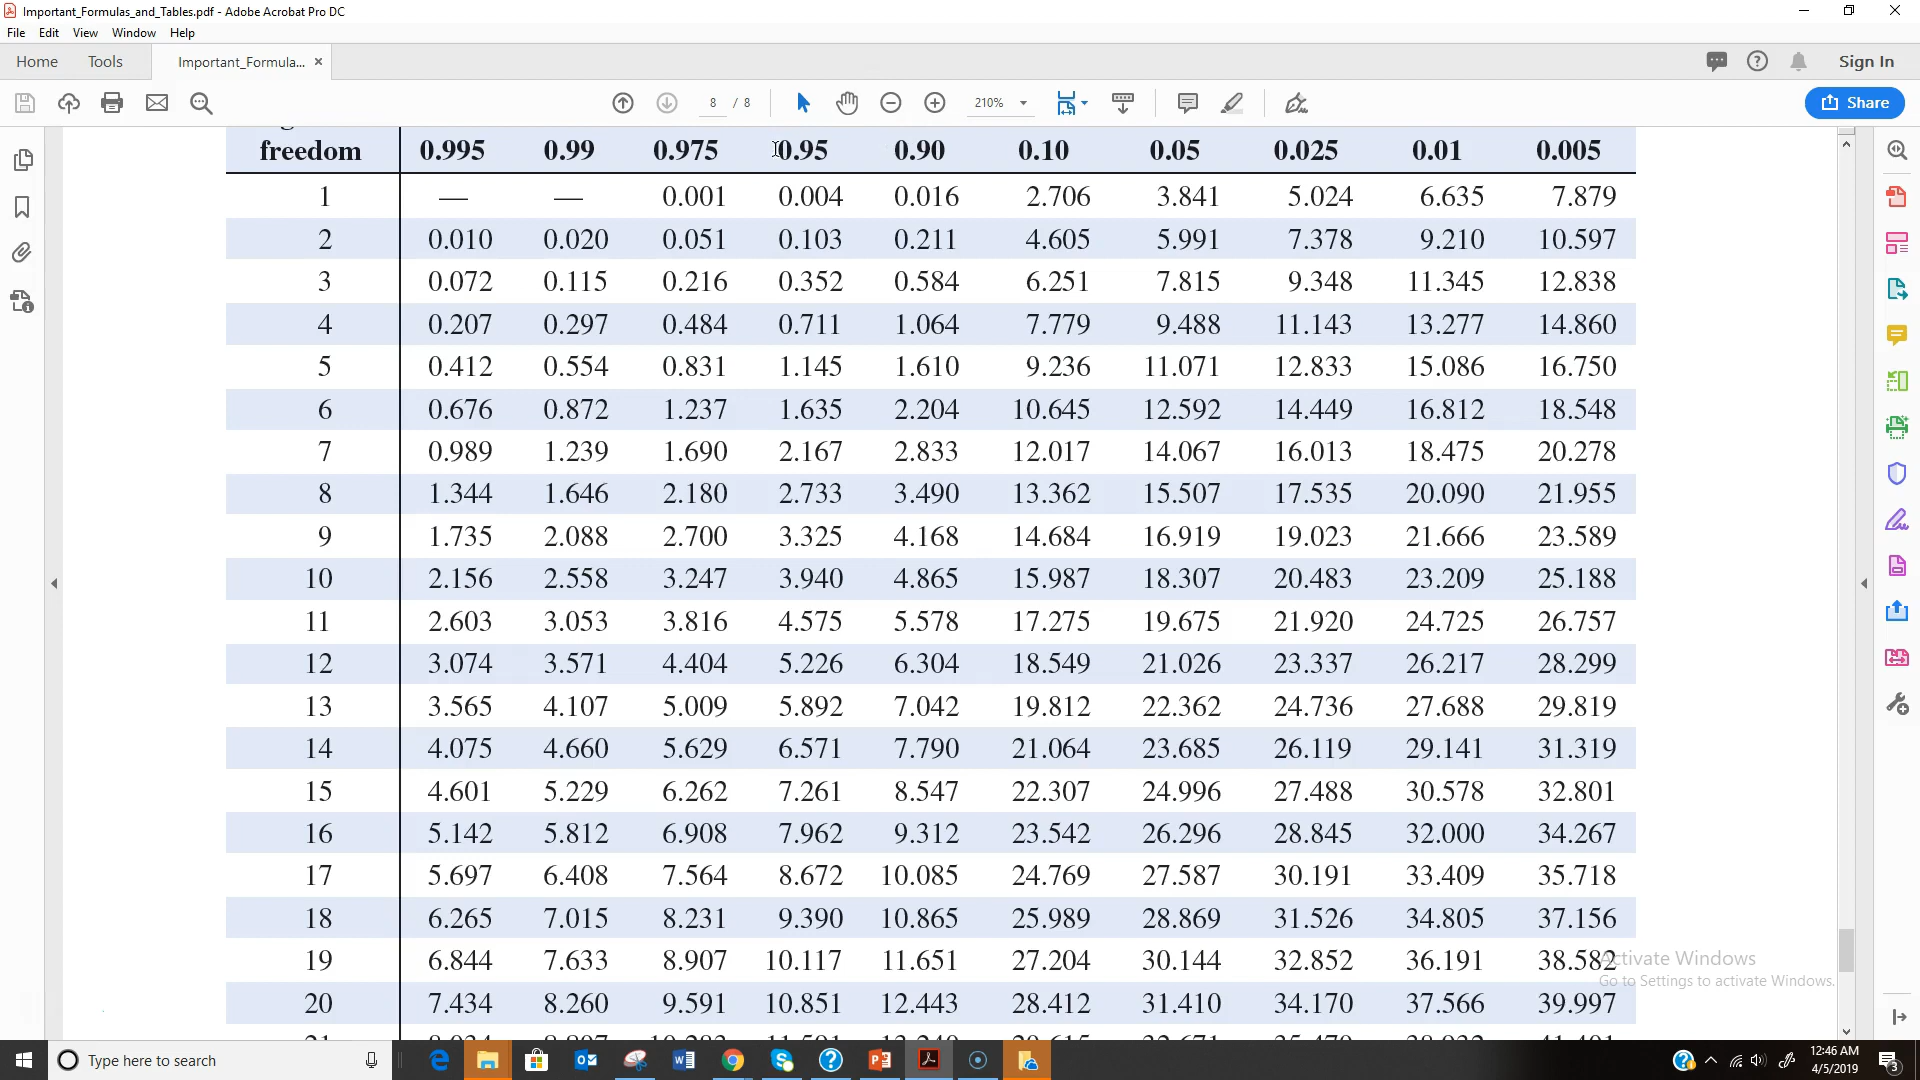 Important_Formulas_and_Tables.pdf - Adobe Acrobat Pro DC
File Edit View Window Help
Home Tools Important_Formula... × Sign In
8 / 8 210% Share
freedom 0.995 0.99 0.975 0.95 0.90 0.10 0.05 0.025 0.01 0.005
1 — — 0.001 0.004 0.016 2.706 3.841 5.024 6.635 7.879
2 0.010 0.020 0.051 0.103 0.211 4.605 5.991 7.378 9.210 10.597
3 0.072 0.115 0.216 0.352 0.584 6.251 7.815 9.348 11.345 12.838
4 0.207 0.297 0.484 0.711 1.064 7.779 9.488 11.143 13.277 14.860
5 0.412 0.554 0.831 1.145 1.610 9.236 11.071 12.833 15.086 16.750
6 0.676 0.872 1.237 1.635 2.204 10.645 12.592 14.449 16.812 18.548
7 0.989 1.239 1.690 2.167 2.833 12.017 14.067 16.013 18.475 20.278
8 1.344 1.646 2.180 2.733 3.490 13.362 15.507 17.535 20.090 21.955
9 1.735 2.088 2.700 3.325 4.168 14.684 16.919 19.023 21.666 23.589
10 2.156 2.558 3.247 3.940 4.865 15.987 18.307 20.483 23.209 25.188
11 2.603 3.053 3.816 4.575 5.578 17.275 19.675 21.920 24.725 26.757
12 3.074 3.571 4.404 5.226 6.304 18.549 21.026 23.337 26.217 28.299
13 3.565 4.107 5.009 5.892 7.042 19.812 22.362 24.736 27.688 29.819
14 4.075 4.660 5.629 6.571 7.790 21.064 23.685 26.119 29.141 31.319
15 4.601 5.229 6.262 7.261 8.547 22.307 24.996 27.488 30.578 32.801
16 5.142 5.812 6.908 7.962 9.312 23.542 26.296 28.845 32.000 34.267
17 5.697 6.408 7.564 8.672 10.085 24.769 27.587 30.191 33.409 35.718
18 6.265 7.015 8.231 9.390 10.865 25.989 28.869 31.526 34.805 37.156
19 6.844 7.633 8.907 10.117 11.651 27.204 30.144 32.852 36.191 38.582
Activate Windows
20 7.434 8.260 9.591 10.851 12.443 28.412 31.410 34.170 37.566 39.997
Go to Settings to activate Windows.
Type here to search
12:46 AM
4/5/2019
3